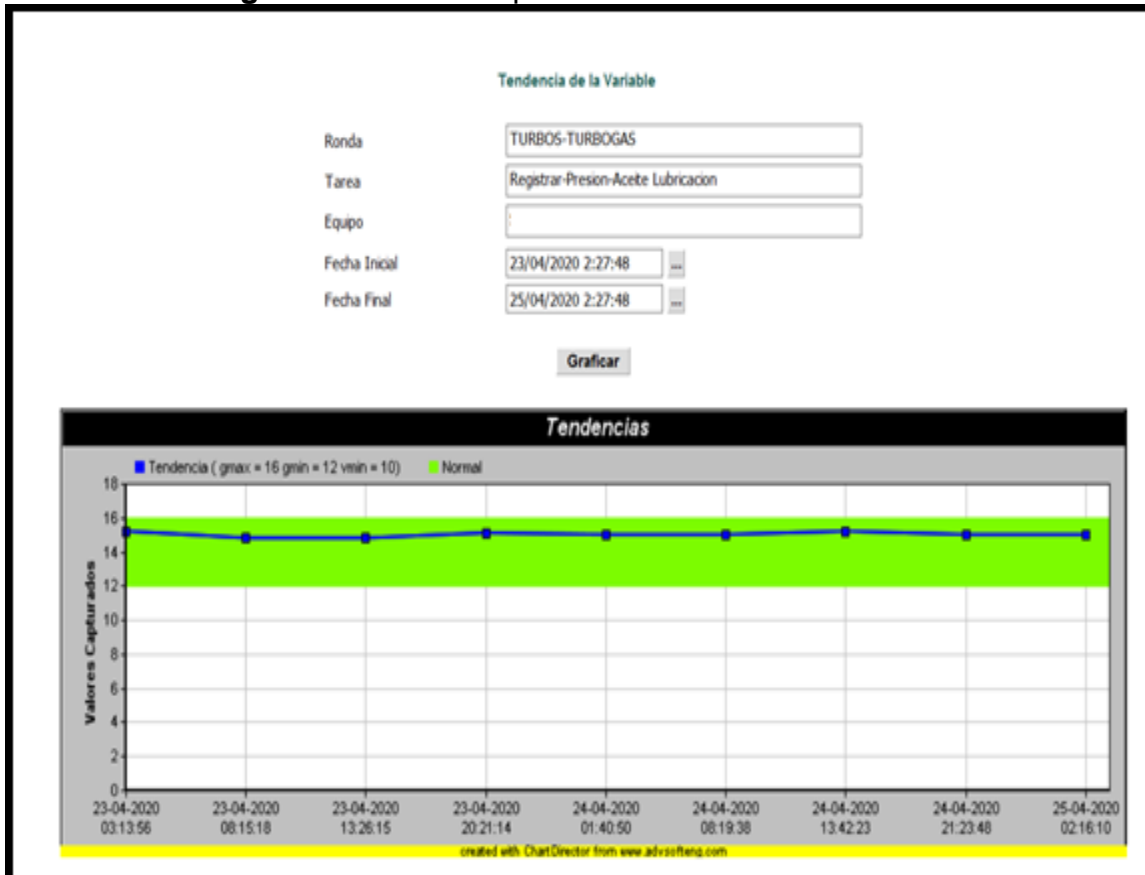 Tendencia de la Variable
Ronda TURBOS-TURBOGAS
Tarea Registrar-Presion-Aceite Lubricacion
Equipo
Fecha Inicial 23/04/2020 2:27:48 ...
Fecha Final 25/04/2020 2:27:48 ...
Graficar
Tendencias
Tendencia ( gmax = 16 gmin = 12 vmin = 10) Normal
Valores Capturados
18
16
14
12
10
8
6
4
2
0
23-04-2020 23-04-2020 23-04-2020 23-04-2020 24-04-2020 24-04-2020 24-04-2020 24-04-2020 25-04-2020
03:13:56 08:15:18 13:26:15 20:21:14 01:40:50 08:19:38 13:42:23 21:23:48 02:16:10
created with ChartDirector from www.advsofteng.com